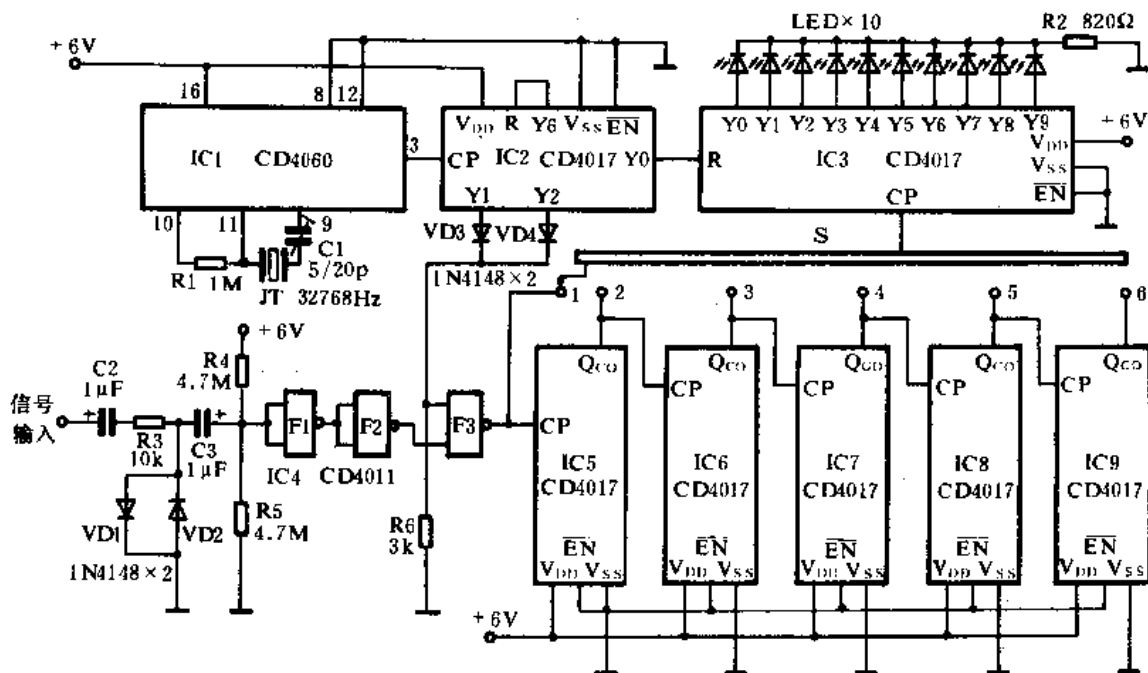 LED×10
R2 820Ω
+6V
16
8
12
VDD
R
Y6
VSS
EN
Y0
Y1
Y2
Y3
Y4
Y5
Y6
Y7
Y8
Y9
VDD
+6V
VSS
EN
IC1
CD4060
3
CP
IC2
CD4017
Y0
R
IC3
CD4017
CP
Y1
Y2
10
11
9
VD3
VD4
C1
5/20p
R1 1M
JT
32768Hz
1N4148×2
S
1
2
3
4
5
6
+6V
R4
4.7M
C2
1μF
信号
输入
R3
10k
C3
1μF
F1
F2
F3
IC4
CD4011
R5
4.7M
VD1
VD2
1N4148×2
R6
3k
QCO
CP
IC5
CD4017
EN
VDD
VSS
QCO
CP
IC6
CD4017
EN
VDD
VSS
QCO
CP
IC7
CD4017
EN
VDD
VSS
QCO
CP
IC8
CD4017
EN
VDD
VSS
QCO
CP
IC9
CD4017
EN
VDD
VSS
+6V